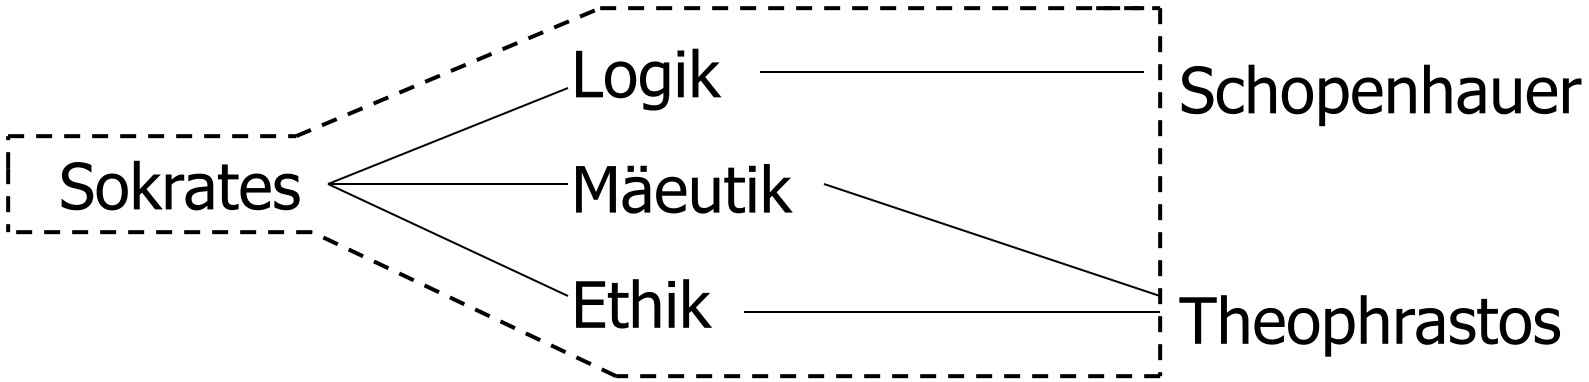 Logik
Schopenhauer
Sokrates
Mäeutik
Ethik
Theophrastos